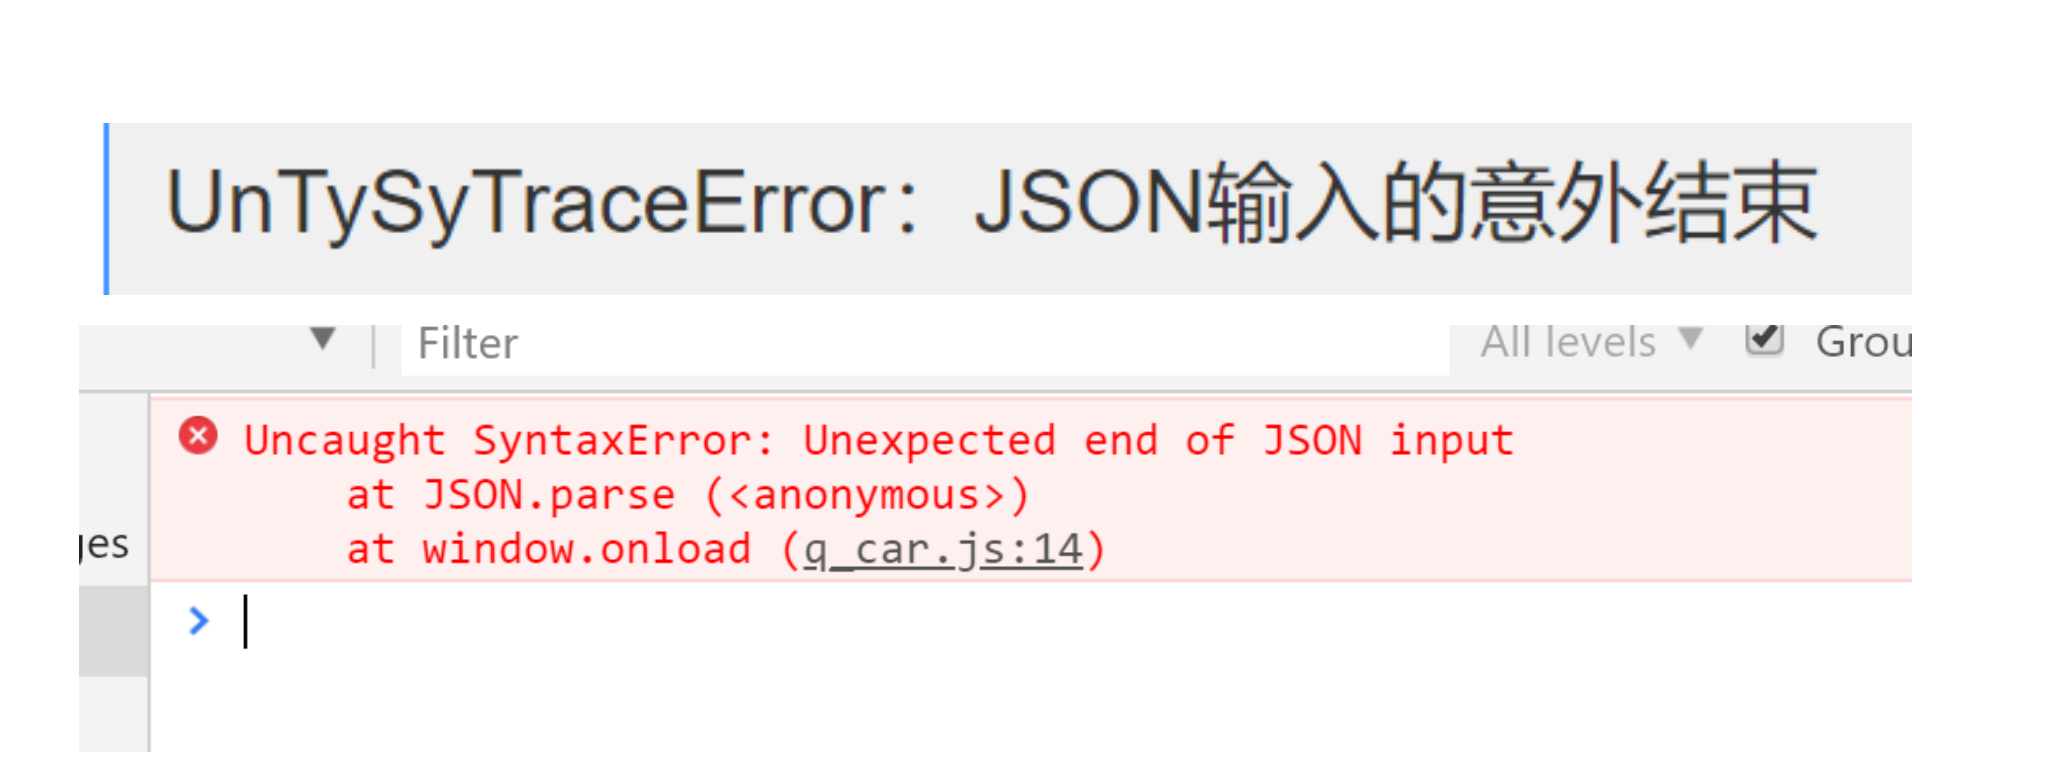 UnTySyTraceError：JSON输入的意外结束
Filter All levels Grou
Uncaught SyntaxError: Unexpected end of JSON input
at JSON.parse (<anonymous>)
es at window.onload (q_car.js:14)